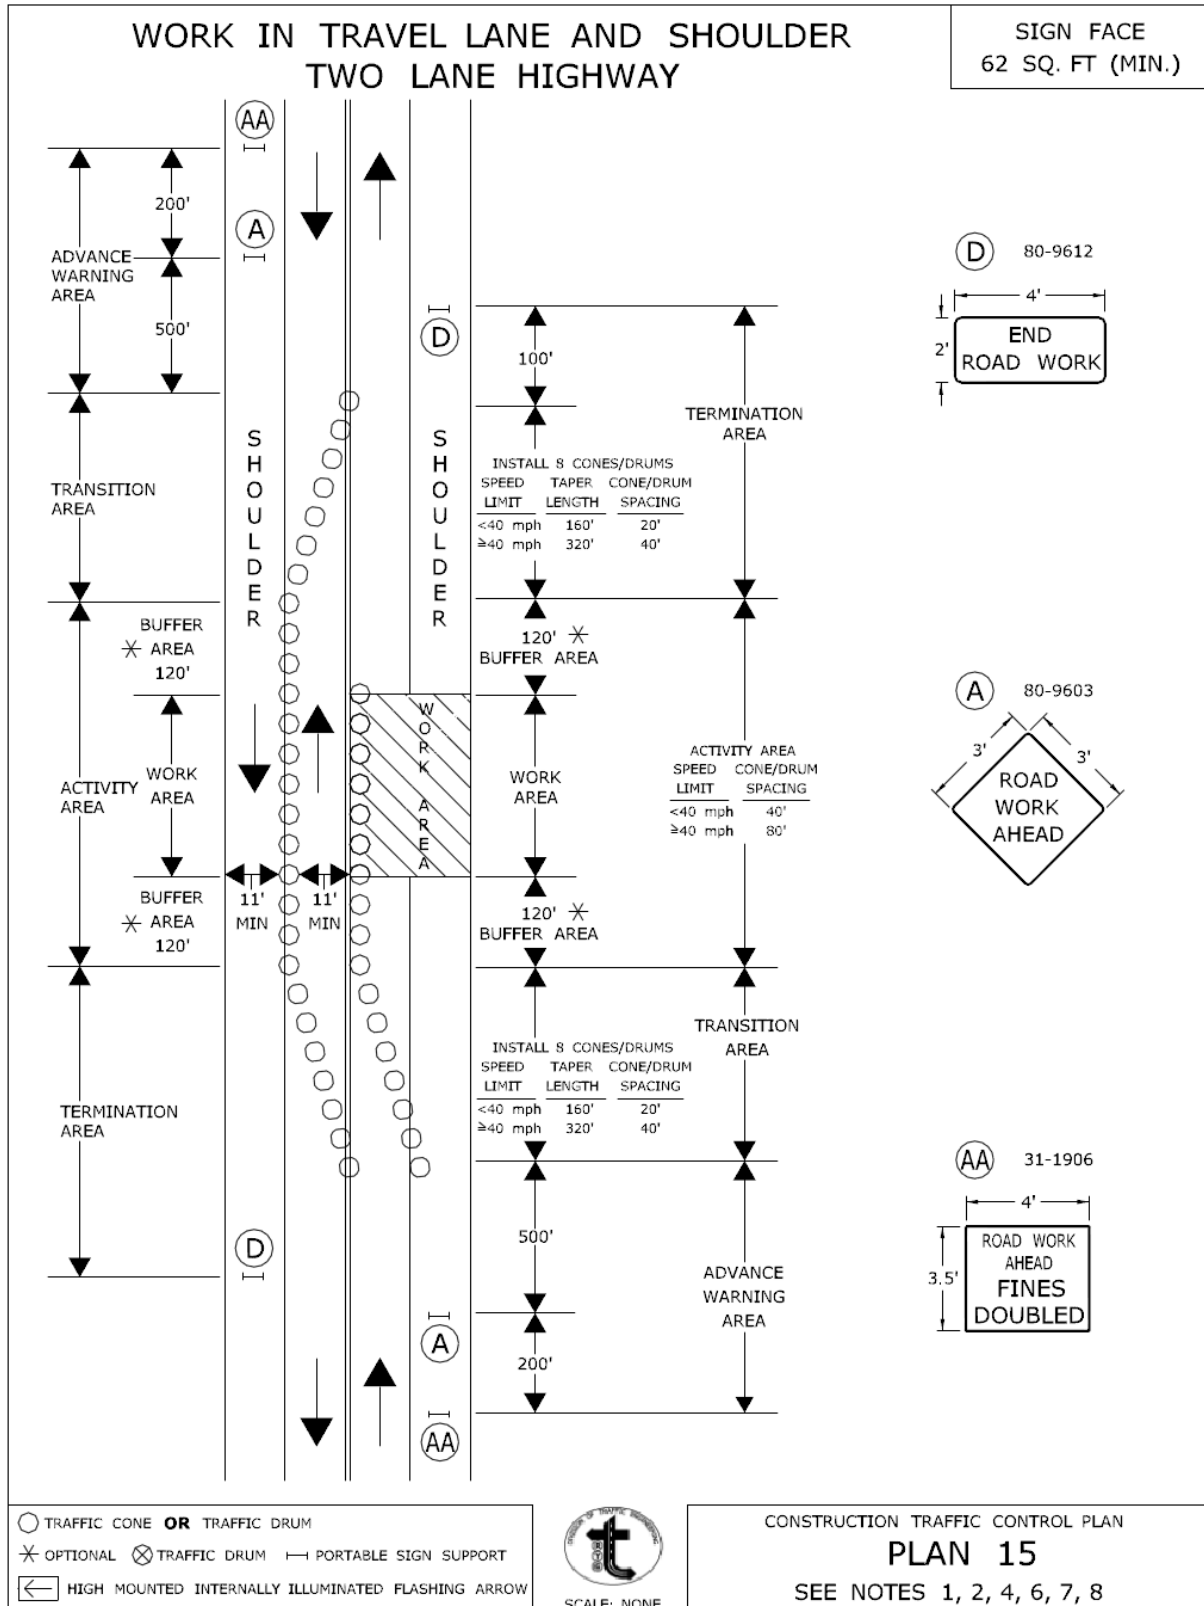 WORK IN TRAVEL LANE AND SHOULDER
TWO LANE HIGHWAY
SIGN FACE
62 SQ. FT (MIN.)
AA
200'
A
ADVANCE
WARNING
AREA
500'
D
100'
TERMINATION
AREA
SHOULDER
SHOULDER
TRANSITION
AREA
INSTALL 8 CONES/DRUMS
SPEED TAPER CONE/DRUM
LIMIT LENGTH SPACING
<40 mph 160' 20'
≥40 mph 320' 40'
BUFFER
* AREA
120'
120' *
BUFFER AREA
WORK AREA
ACTIVITY
AREA
WORK
AREA
WORK
AREA
ACTIVITY AREA
SPEED CONE/DRUM
LIMIT SPACING
<40 mph 40'
≥40 mph 80'
11'
MIN
11'
MIN
BUFFER
* AREA
120'
120' *
BUFFER AREA
TRANSITION
AREA
INSTALL 8 CONES/DRUMS
SPEED TAPER CONE/DRUM
LIMIT LENGTH SPACING
<40 mph 160' 20'
≥40 mph 320' 40'
TERMINATION
AREA
500'
D
ADVANCE
WARNING
AREA
A
200'
AA
D 80-9612
4'
2'
END
ROAD WORK
A 80-9603
3'
3'
ROAD
WORK
AHEAD
AA 31-1906
4'
3.5'
ROAD WORK
AHEAD
FINES
DOUBLED
TRAFFIC CONE OR TRAFFIC DRUM
* OPTIONAL TRAFFIC DRUM PORTABLE SIGN SUPPORT
HIGH MOUNTED INTERNALLY ILLUMINATED FLASHING ARROW
DIVISION OF TRAFFIC ENGINEERING
SCALE: NONE
CONSTRUCTION TRAFFIC CONTROL PLAN
PLAN 15
SEE NOTES 1, 2, 4, 6, 7, 8